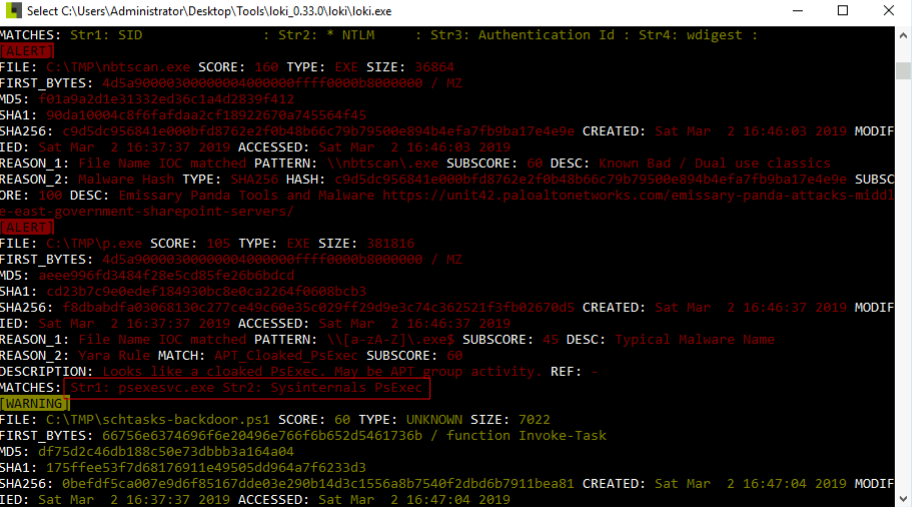 Select C:\Users\Administrator\Desktop\Tools\loki_0.33.0\loki\loki.exe
MATCHES: Str1: SID : Str2: * NTLM : Str3: Authentication Id : Str4: wdigest :
[ALERT]
FILE: C:\TMP\nbtscan.exe SCORE: 160 TYPE: EXE SIZE: 36864
FIRST_BYTES: 4d5a90000300000004000000ffff0000b8000000 / MZ
MD5: f01a9a2d1e31332ed36c1a4d2839f412
SHA1: 90da10004c8f6fafdaa2cf18922670a745564f45
SHA256: c9d5dc956841e000bfd8762e2f0b48b66c79b79500e894b4efa7fb9ba17e4e9e CREATED: Sat Mar 2 16:46:03 2019 MODIF
IED: Sat Mar 2 16:37:37 2019 ACCESSED: Sat Mar 2 16:46:03 2019
REASON_1: File Name IOC matched PATTERN: \\nbtscan\.exe SUBSCORE: 60 DESC: Known Bad / Dual use classics
REASON_2: Malware Hash TYPE: SHA256 HASH: c9d5dc956841e000bfd8762e2f0b48b66c79b79500e894b4efa7fb9ba17e4e9e SUBSC
ORE: 100 DESC: Emissary Panda Tools and Malware https://unit42.paloaltonetworks.com/emissary-panda-attacks-middl
e-east-government-sharepoint-servers/
[ALERT]
FILE: C:\TMP\p.exe SCORE: 105 TYPE: EXE SIZE: 381816
FIRST_BYTES: 4d5a90000300000004000000ffff0000b8000000 / MZ
MD5: aeee996fd3484f28e5cd85fe26b6bdcd
SHA1: cd23b7c9e0edef184930bc8e0ca2264f0608bcb3
SHA256: f8dbabdfa03068130c277ce49c60e35c029ff29d9e3c74c362521f3fb02670d5 CREATED: Sat Mar 2 16:46:37 2019 MODIF
IED: Sat Mar 2 16:37:37 2019 ACCESSED: Sat Mar 2 16:46:37 2019
REASON_1: File Name IOC matched PATTERN: \\[a-zA-Z]\.exe$ SUBSCORE: 45 DESC: Typical Malware Name
REASON_2: Yara Rule MATCH: APT_Cloaked_PsExec SUBSCORE: 60
DESCRIPTION: Looks like a cloaked PsExec. May be APT group activity. REF: -
MATCHES: Str1: psexesvc.exe Str2: Sysinternals PsExec
[WARNING]
FILE: C:\TMP\schtasks-backdoor.ps1 SCORE: 60 TYPE: UNKNOWN SIZE: 7022
FIRST_BYTES: 66756e6374696f6e20496e766f6b652d5461736b / function Invoke-Task
MD5: df75d2c46db188c50e73dbbb3a164a04
SHA1: 175ffee53f7d68176911e49505dd964a7f6233d3
SHA256: 0befdf5ca007e9d6f85167dde03e290b14d3c1556a8b7540f2dbd6b7911bea81 CREATED: Sat Mar 2 16:47:04 2019 MODIF
IED: Sat Mar 2 16:37:37 2019 ACCESSED: Sat Mar 2 16:47:04 2019